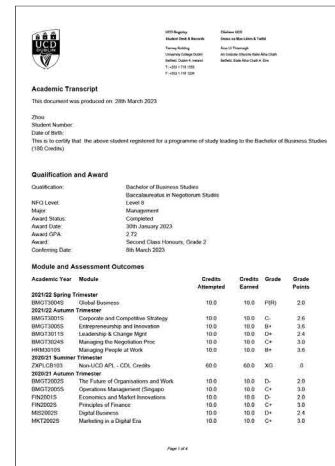 UCD
DUBLIN
UCD Registry
Student Desk & Records
Tierney Building
University College Dublin
Belfield, Dublin 4, Ireland
Clárlann UCD
Áras Uí Thiarnaigh
Academic Transcript
This document was produced on: 28th March 2023
Zhou
Student Number:
Date of Birth:
This is to certify that the above student registered for a programme of study leading to the Bachelor of Business Studies
(180 Credits)
Qualification and Award
Qualification: Bachelor of Business Studies
Baccalaureatus in Negotiorum Studiis
NFQ Level: Level 8
Major: Management
Award Status: Completed
Award Date: 30th January 2023
Award GPA 2.72
Award: Second Class Honours, Grade 2
Conferring Date: 8th March 2023
Module and Assessment Outcomes
Academic Year Module Credits Attempted Credits Earned Grade Grade Points
2021/22 Spring Trimester
BMGT3004S Global Business 10.0 10.0 P(R) 2.0
2021/22 Autumn Trimester
BMGT3001S Corporate and Competitive Strategy 10.0 10.0 C- 2.6
BMGT3005S Entrepreneurship and Innovation 10.0 10.0 B+ 3.6
BMGT3011S Leadership & Change Mgmt 10.0 10.0 D+ 2.4
BMGT3024S Managing the Negotiation Proc 10.0 10.0 C+ 3.0
HRM3010S Managing People at Work 10.0 10.0 B+ 3.6
2020/21 Summer Trimester
ZXPLCB103 Non-UCD APL - CDL Credits 60.0 60.0 XG .0
2020/21 Autumn Trimester
BMGT2002S The Future of Organisations and Work 10.0 10.0 D- 2.0
BMGT2005S Operations Management (Singapo 10.0 10.0 C+ 3.0
FIN2001S Economics and Market Innovations 10.0 10.0 D- 2.0
FIN2002S Principles of Finance 10.0 10.0 C+ 3.0
MIS2002S Digital Business 10.0 10.0 D+ 2.4
MKT2002S Marketing in a Digital Era 10.0 10.0 C+ 3.0
Page 1 of 4